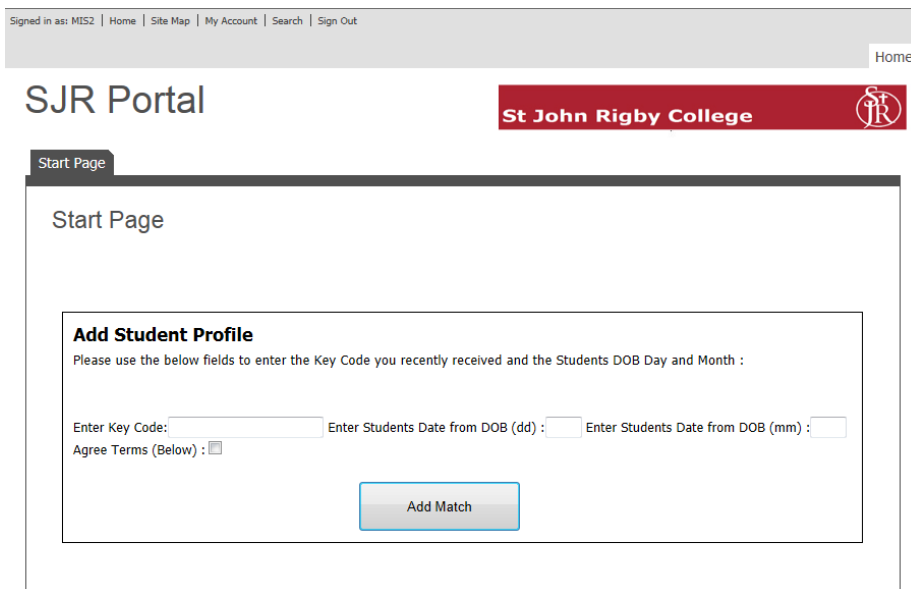 Signed in as: MIS2 | Home | Site Map | My Account | Search | Sign Out
Home
SJR Portal
St John Rigby College
StJR
Start Page
Start Page
Add Student Profile
Please use the below fields to enter the Key Code you recently received and the Students DOB Day and Month :
Enter Key Code: Enter Students Date from DOB (dd) : Enter Students Date from DOB (mm) :
Agree Terms (Below) :
Add Match